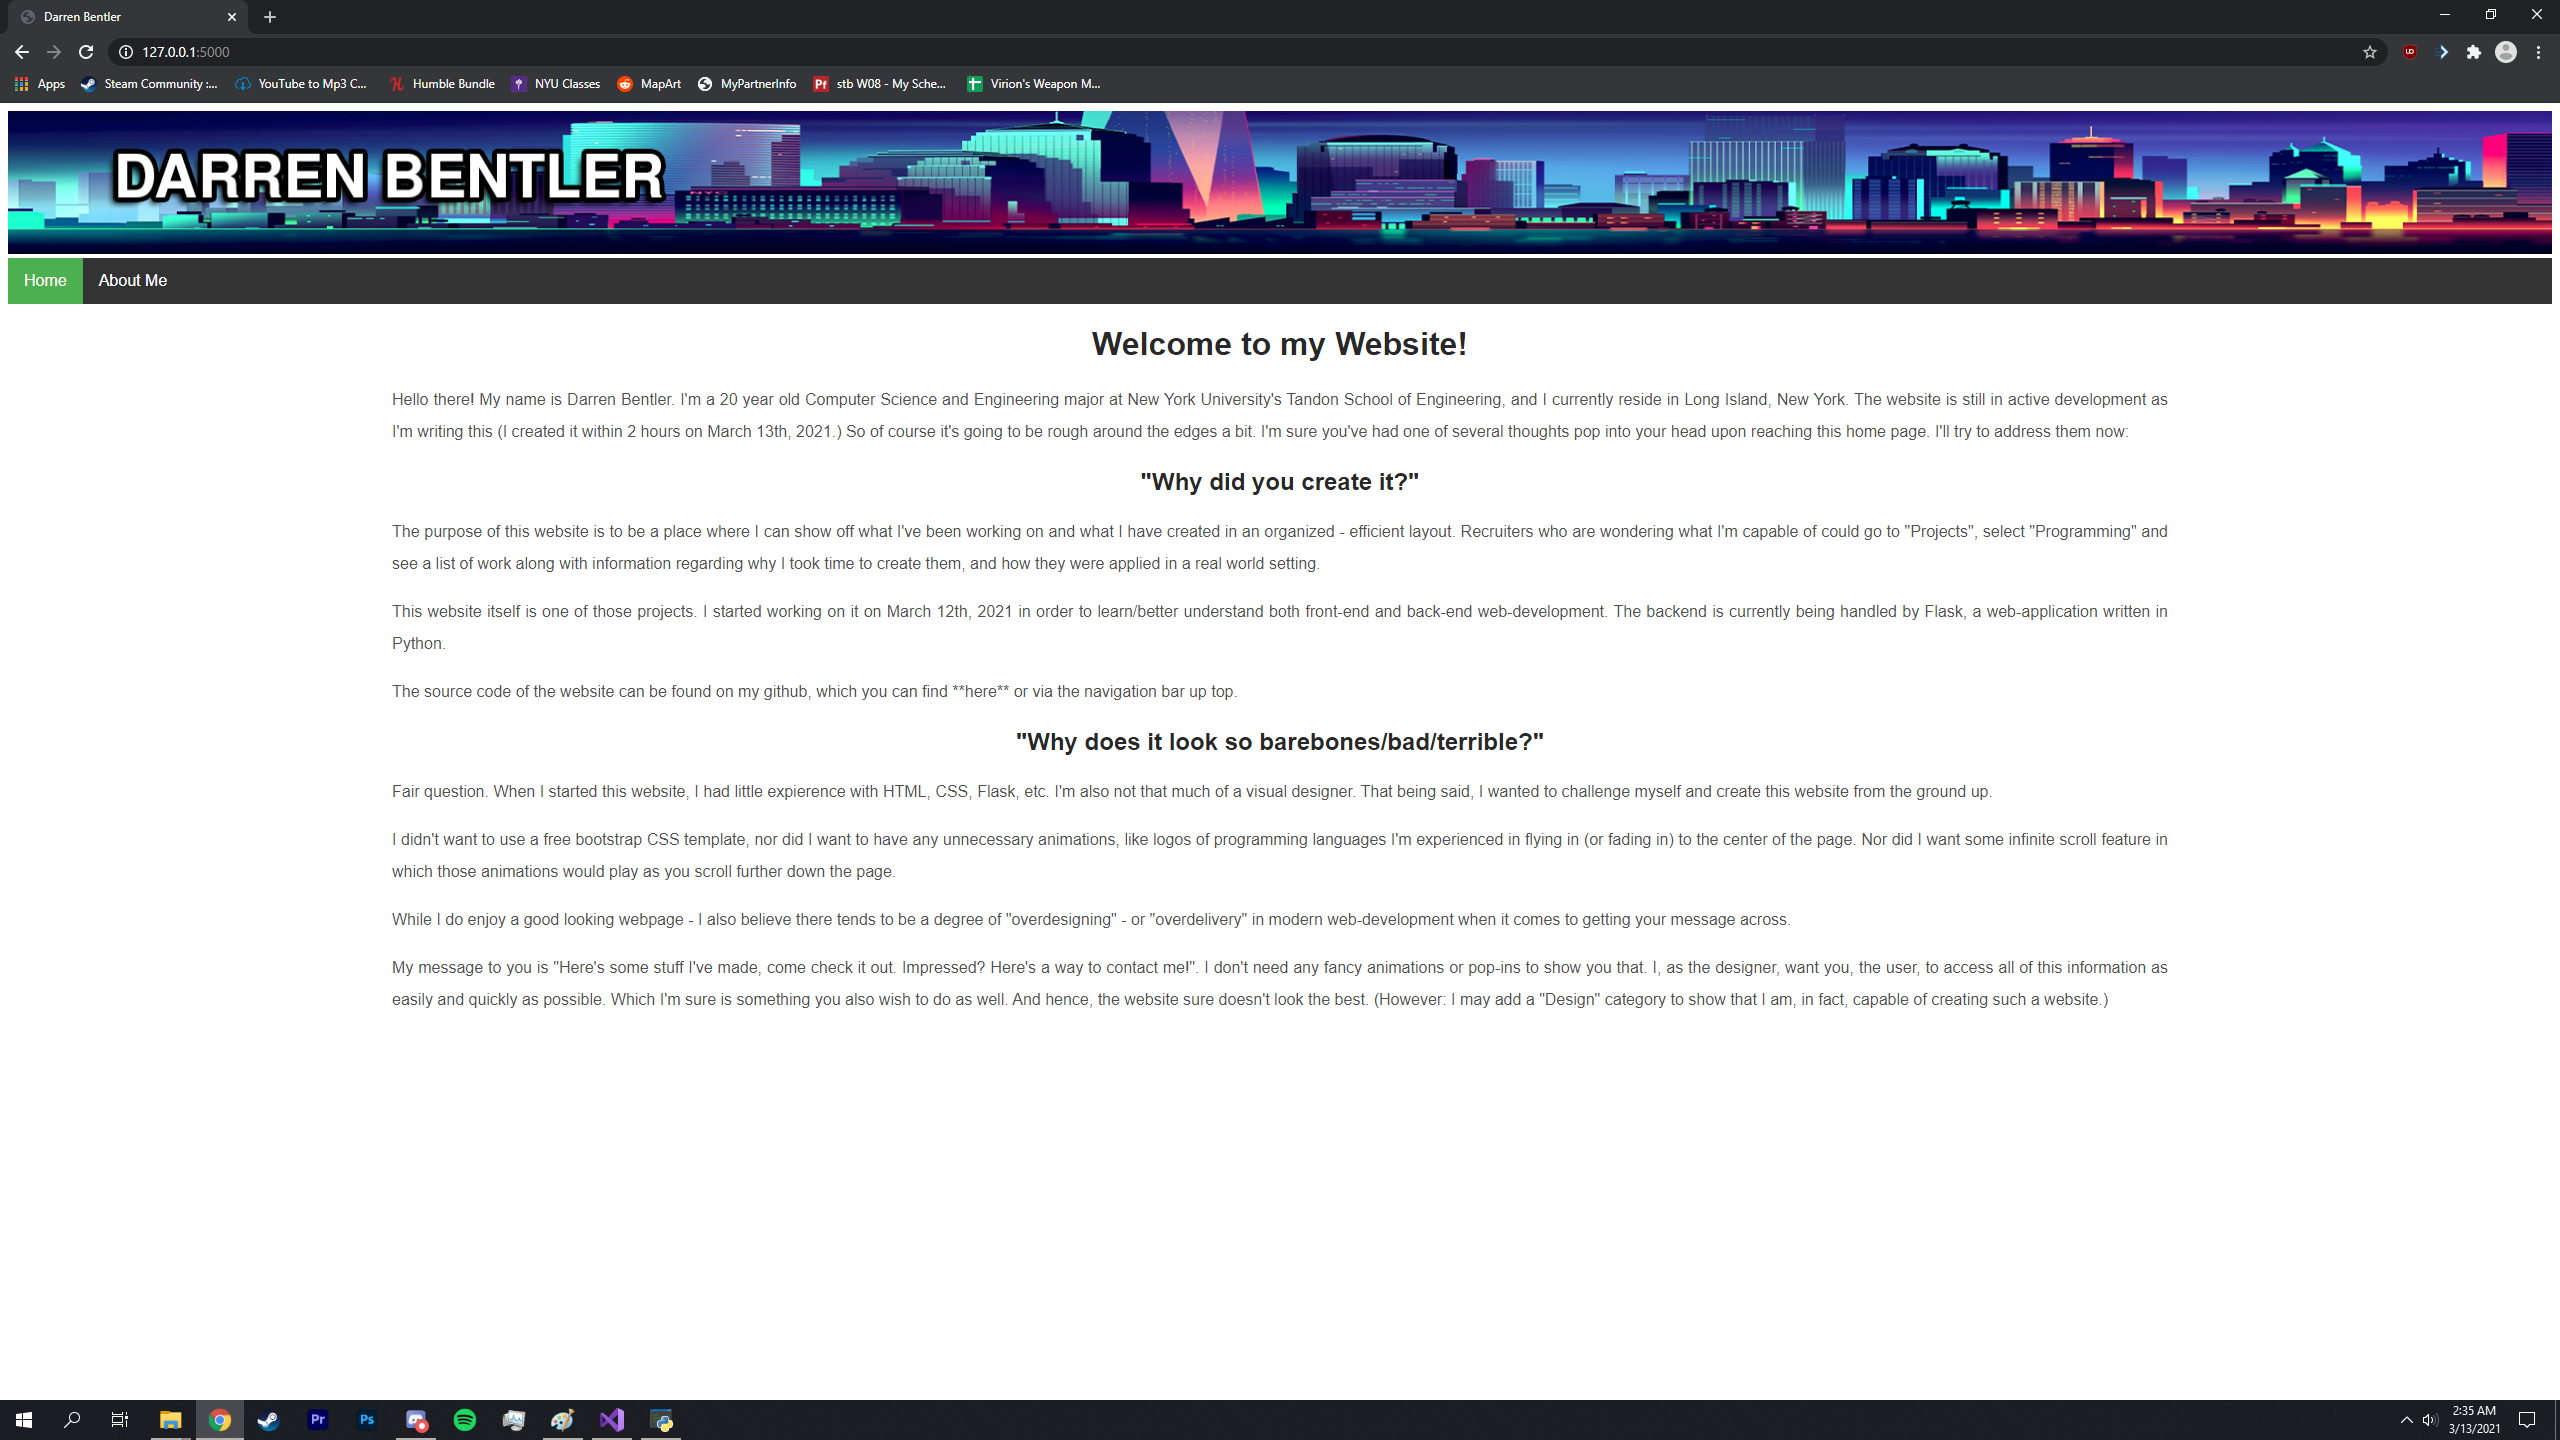 Darren Bentler
127.0.0.1:5000
Apps Steam Community :... YouTube to Mp3 C... Humble Bundle NYU Classes MapArt MyPartnerInfo stb W08 - My Sche... Virion's Weapon M...
DARREN BENTLER
NYC
Home About Me
Welcome to my Website!
Hello there! My name is Darren Bentler. I'm a 20 year old Computer Science and Engineering major at New York University's Tandon School of Engineering, and I currently reside in Long Island, New York. The website is still in active development as
I'm writing this (I created it within 2 hours on March 13th, 2021.) So of course it's going to be rough around the edges a bit. I'm sure you've had one of several thoughts pop into your head upon reaching this home page. I'll try to address them now:
"Why did you create it?"
The purpose of this website is to be a place where I can show off what I've been working on and what I have created in an organized - efficient layout. Recruiters who are wondering what I'm capable of could go to "Projects", select "Programming" and
see a list of work along with information regarding why I took time to create them, and how they were applied in a real world setting.
This website itself is one of those projects. I started working on it on March 12th, 2021 in order to learn/better understand both front-end and back-end web-development. The backend is currently being handled by Flask, a web-application written in
Python.
The source code of the website can be found on my github, which you can find **here** or via the navigation bar up top.
"Why does it look so barebones/bad/terrible?"
Fair question. When I started this website, I had little expierence with HTML, CSS, Flask, etc. I'm also not that much of a visual designer. That being said, I wanted to challenge myself and create this website from the ground up.
I didn't want to use a free bootstrap CSS template, nor did I want to have any unnecessary animations, like logos of programming languages I'm experienced in flying in (or fading in) to the center of the page. Nor did I want some infinite scroll feature in
which those animations would play as you scroll further down the page.
While I do enjoy a good looking webpage - I also believe there tends to be a degree of "overdesigning" - or "overdelivery" in modern web-development when it comes to getting your message across.
My message to you is "Here's some stuff I've made, come check it out. Impressed? Here's a way to contact me!". I don't need any fancy animations or pop-ins to show you that. I, as the designer, want you, the user, to access all of this information as
easily and quickly as possible. Which I'm sure is something you also wish to do as well. And hence, the website sure doesn't look the best. (However: I may add a "Design" category to show that I am, in fact, capable of creating such a website.)
Pr Ps
2:35 AM
3/13/2021